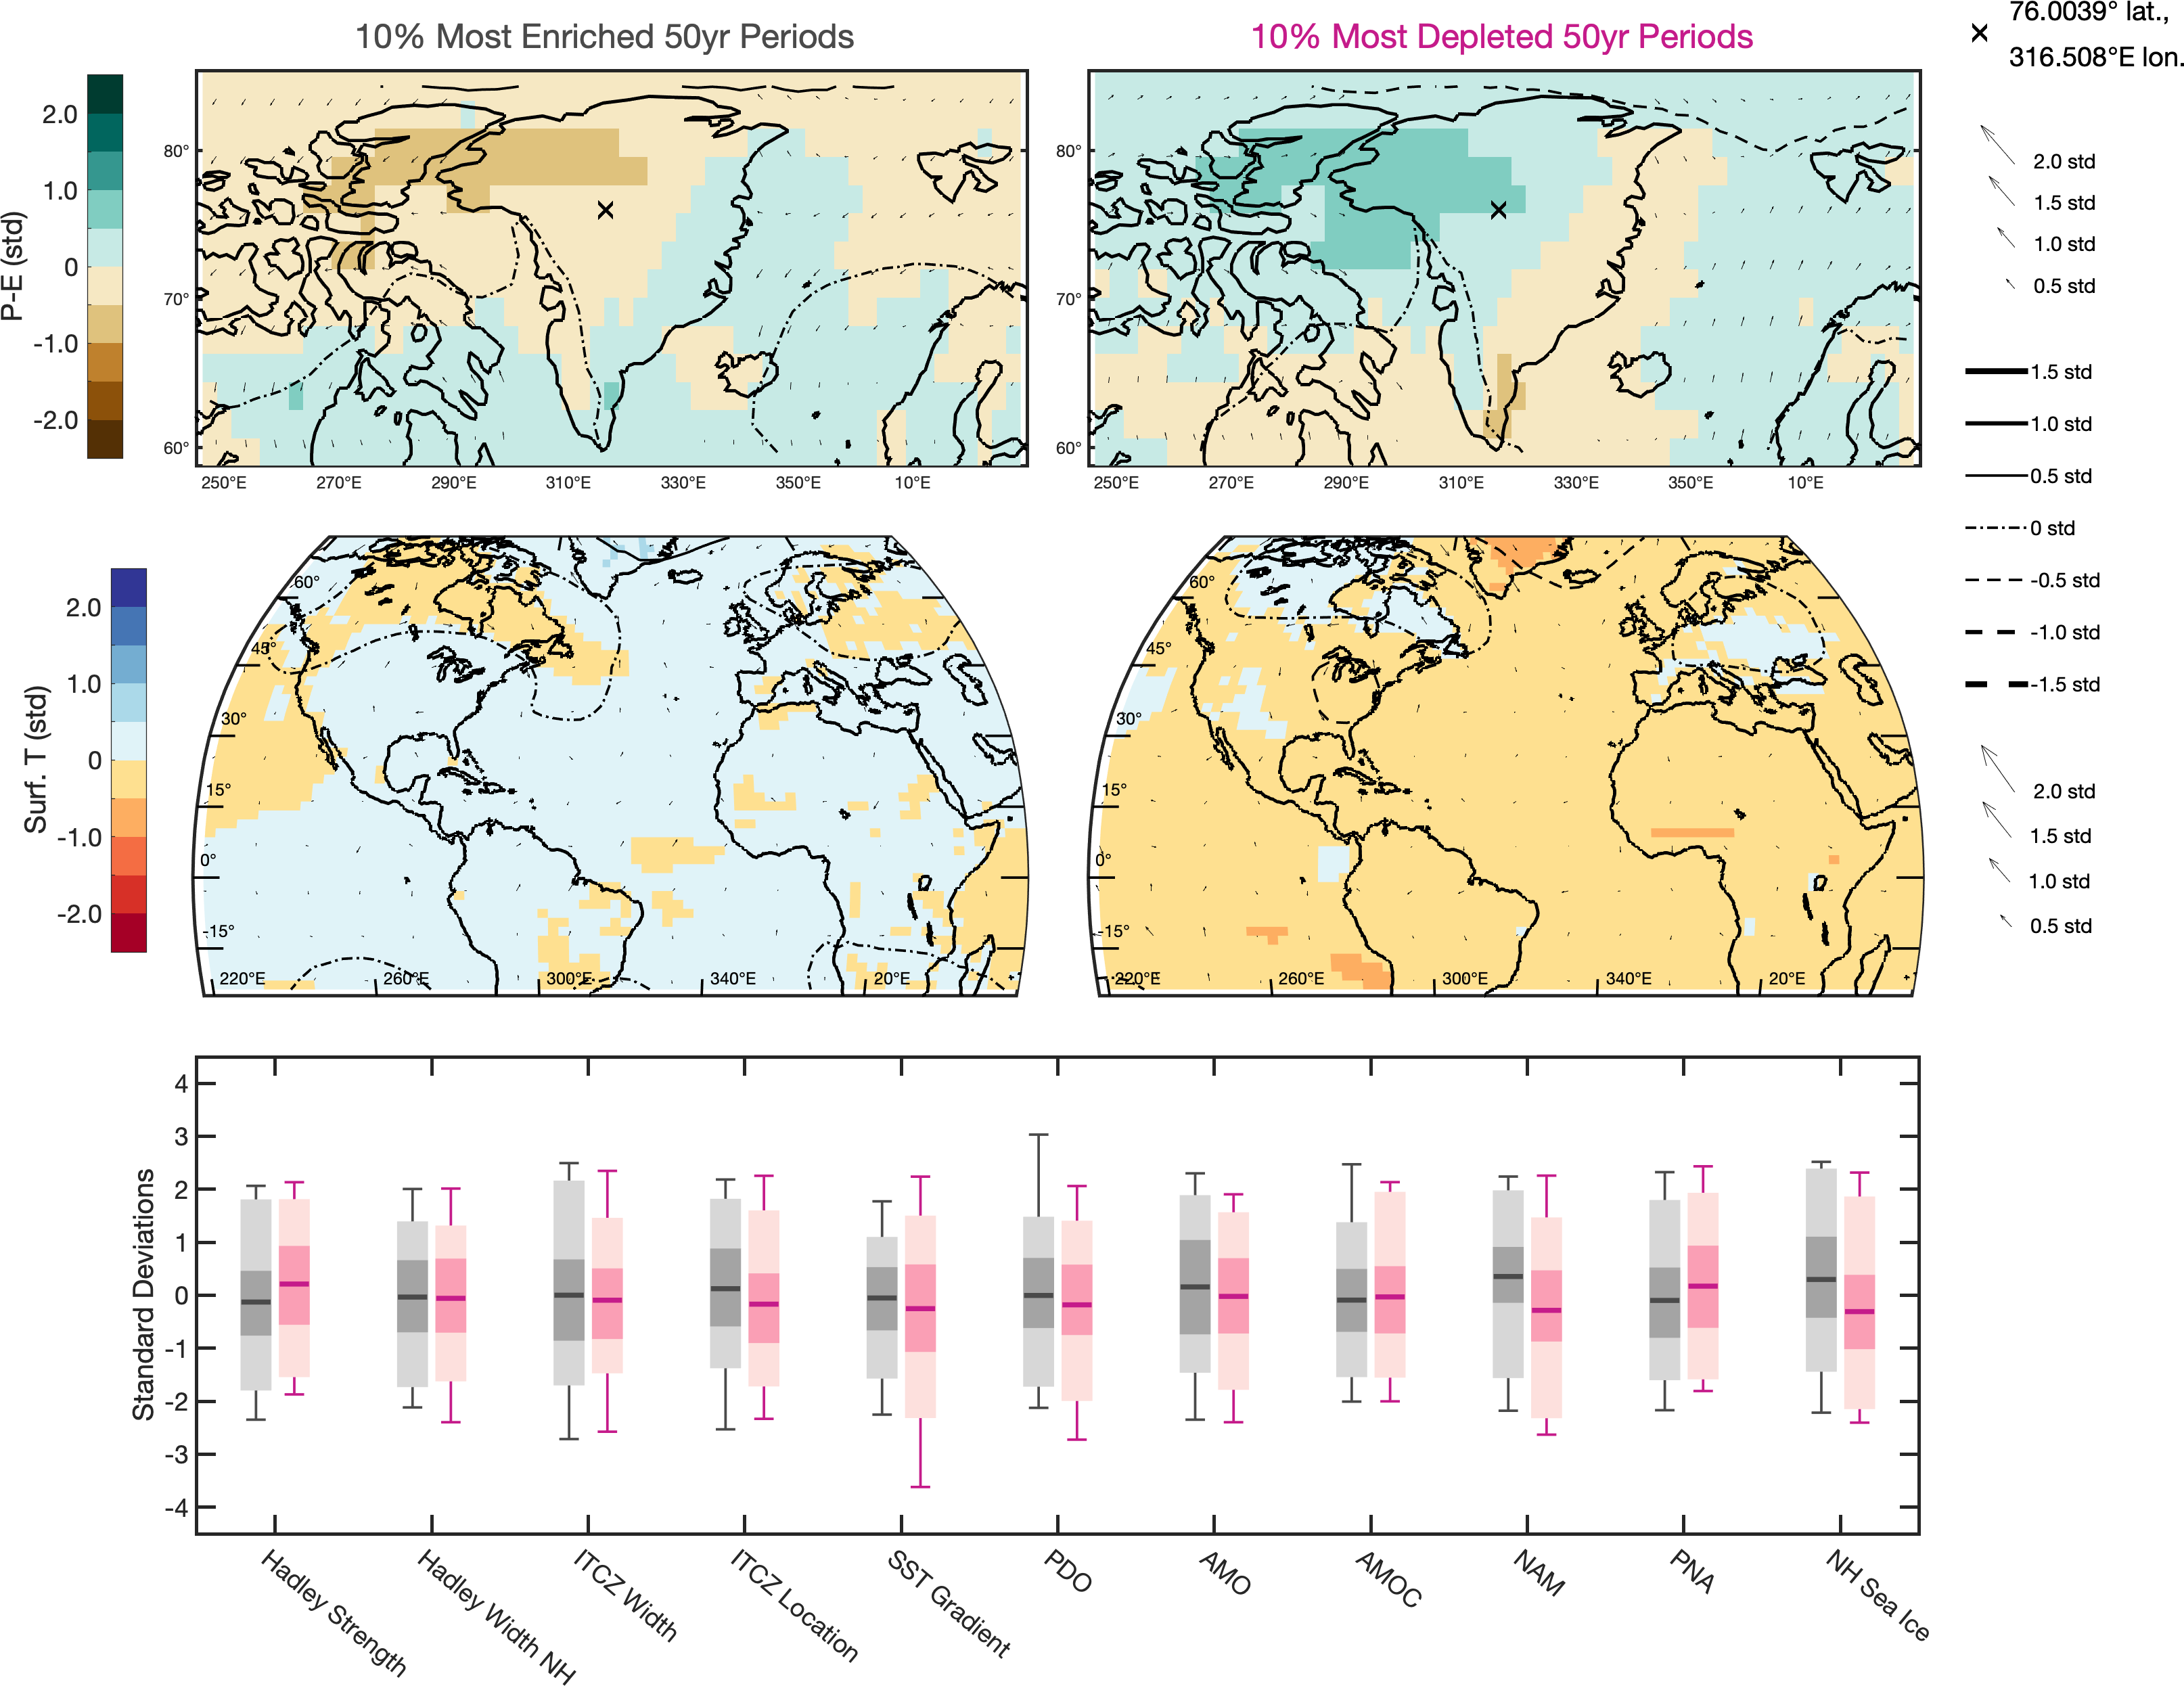 10% Most Enriched 50yr Periods
10% Most Depleted 50yr Periods
76.0039° lat.,
316.508°E lon.
P-E (std)
2.0
1.0
0
-1.0
-2.0
80°
70°
60°
250°E 270°E 290°E 310°E 330°E 350°E 10°E
80°
70°
60°
250°E 270°E 290°E 310°E 330°E 350°E 10°E
2.0 std
1.5 std
1.0 std
0.5 std
1.5 std
1.0 std
0.5 std
0 std
-0.5 std
-1.0 std
-1.5 std
Surf. T (std)
2.0
1.0
0
-1.0
-2.0
60°
45°
30°
15°
0°
-15°
220°E 260°E 300°E 340°E 20°E
60°
45°
30°
15°
0°
-15°
220°E 260°E 300°E 340°E 20°E
2.0 std
1.5 std
1.0 std
0.5 std
Standard Deviations
4
3
2
1
0
-1
-2
-3
-4
Hadley Strength
Hadley Width NH
ITCZ Width
ITCZ Location
SST Gradient
PDO
AMO
AMOC
NAM
PNA
NH Sea Ice